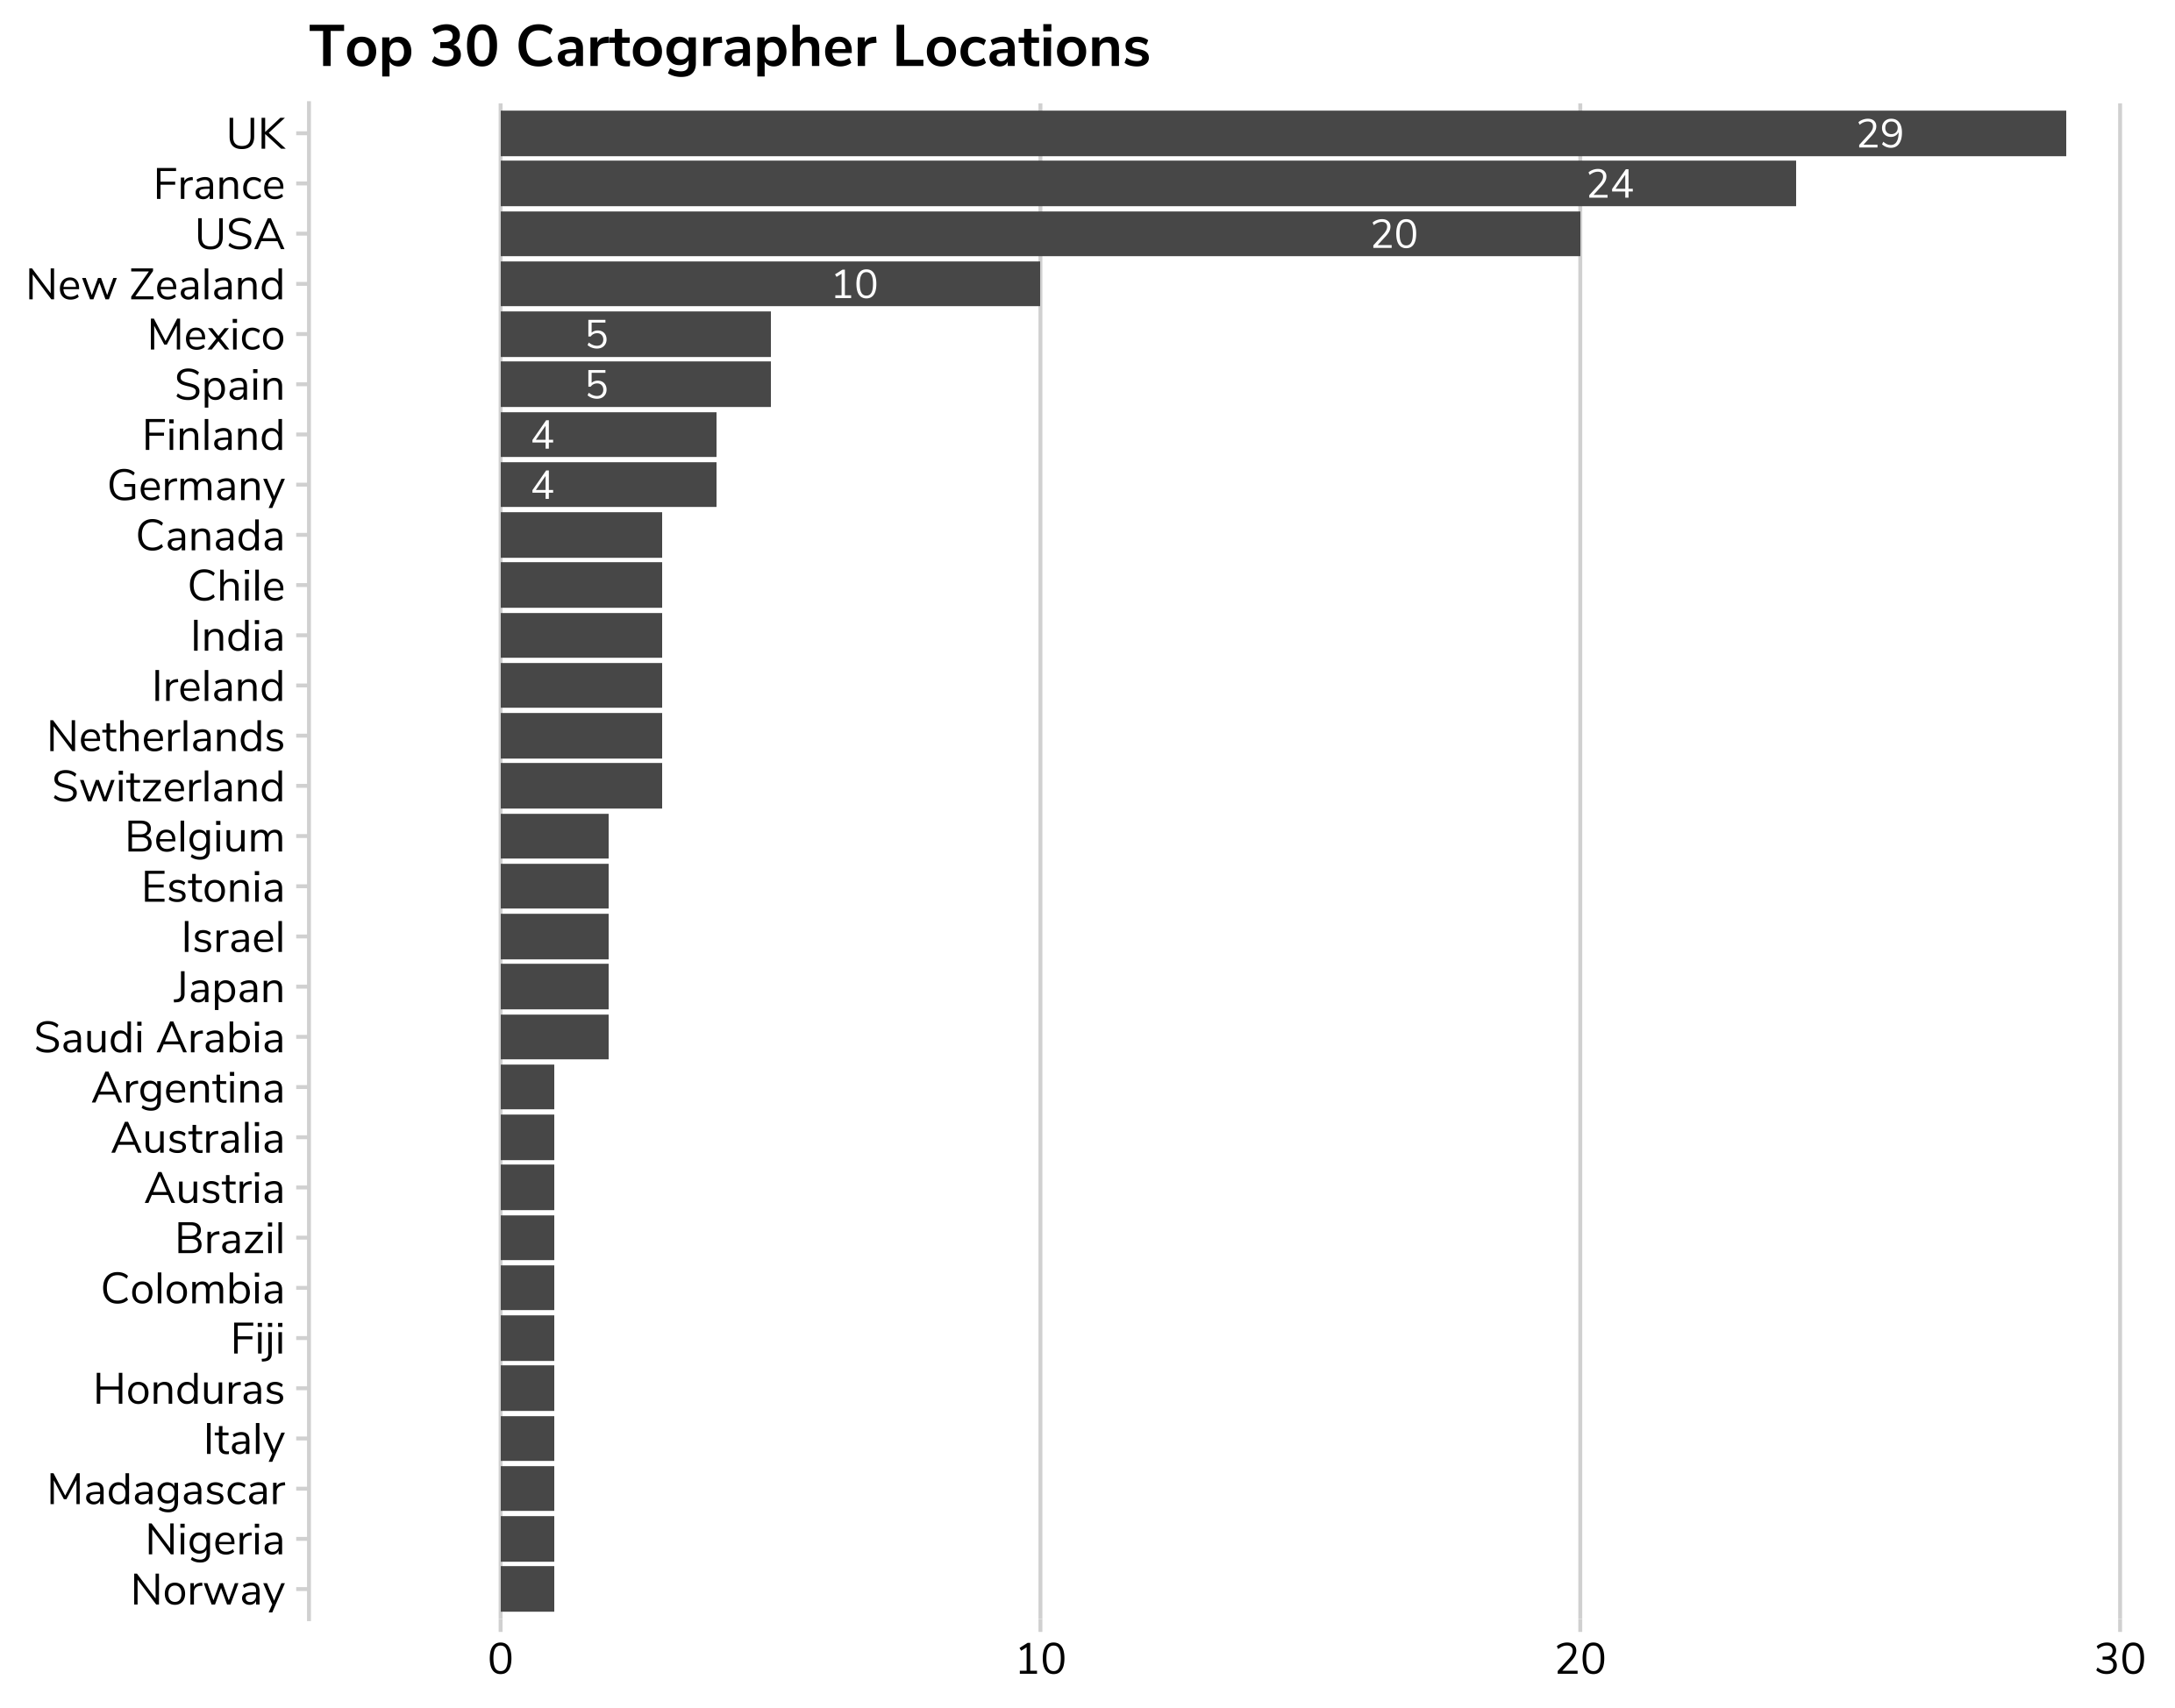 Top 30 Cartographer Locations
UK 29
France 24
USA 20
New Zealand 10
Mexico 5
Spain 5
Finland 4
Germany 4
Canada
Chile
India
Ireland
Netherlands
Switzerland
Belgium
Estonia
Israel
Japan
Saudi Arabia
Argentina
Australia
Austria
Brazil
Colombia
Fiji
Honduras
Italy
Madagascar
Nigeria
Norway
0 10 20 30